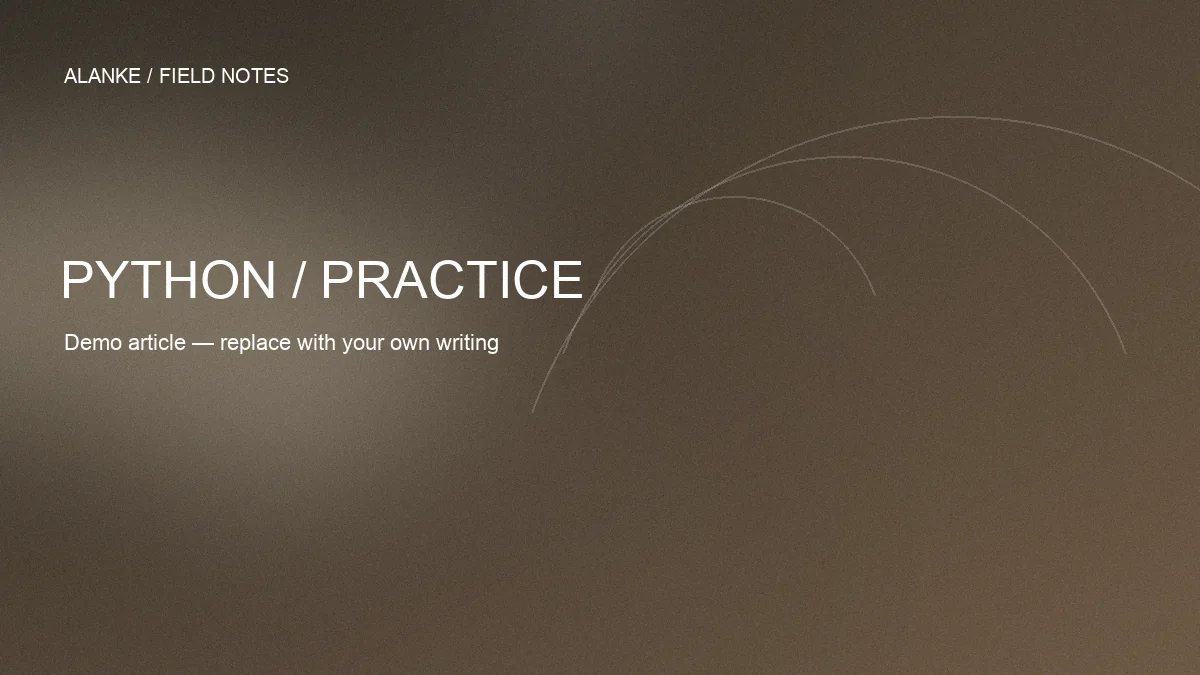 ALANKE / FIELD NOTES
PYTHON / PRACTICE
Demo article — replace with your own writing